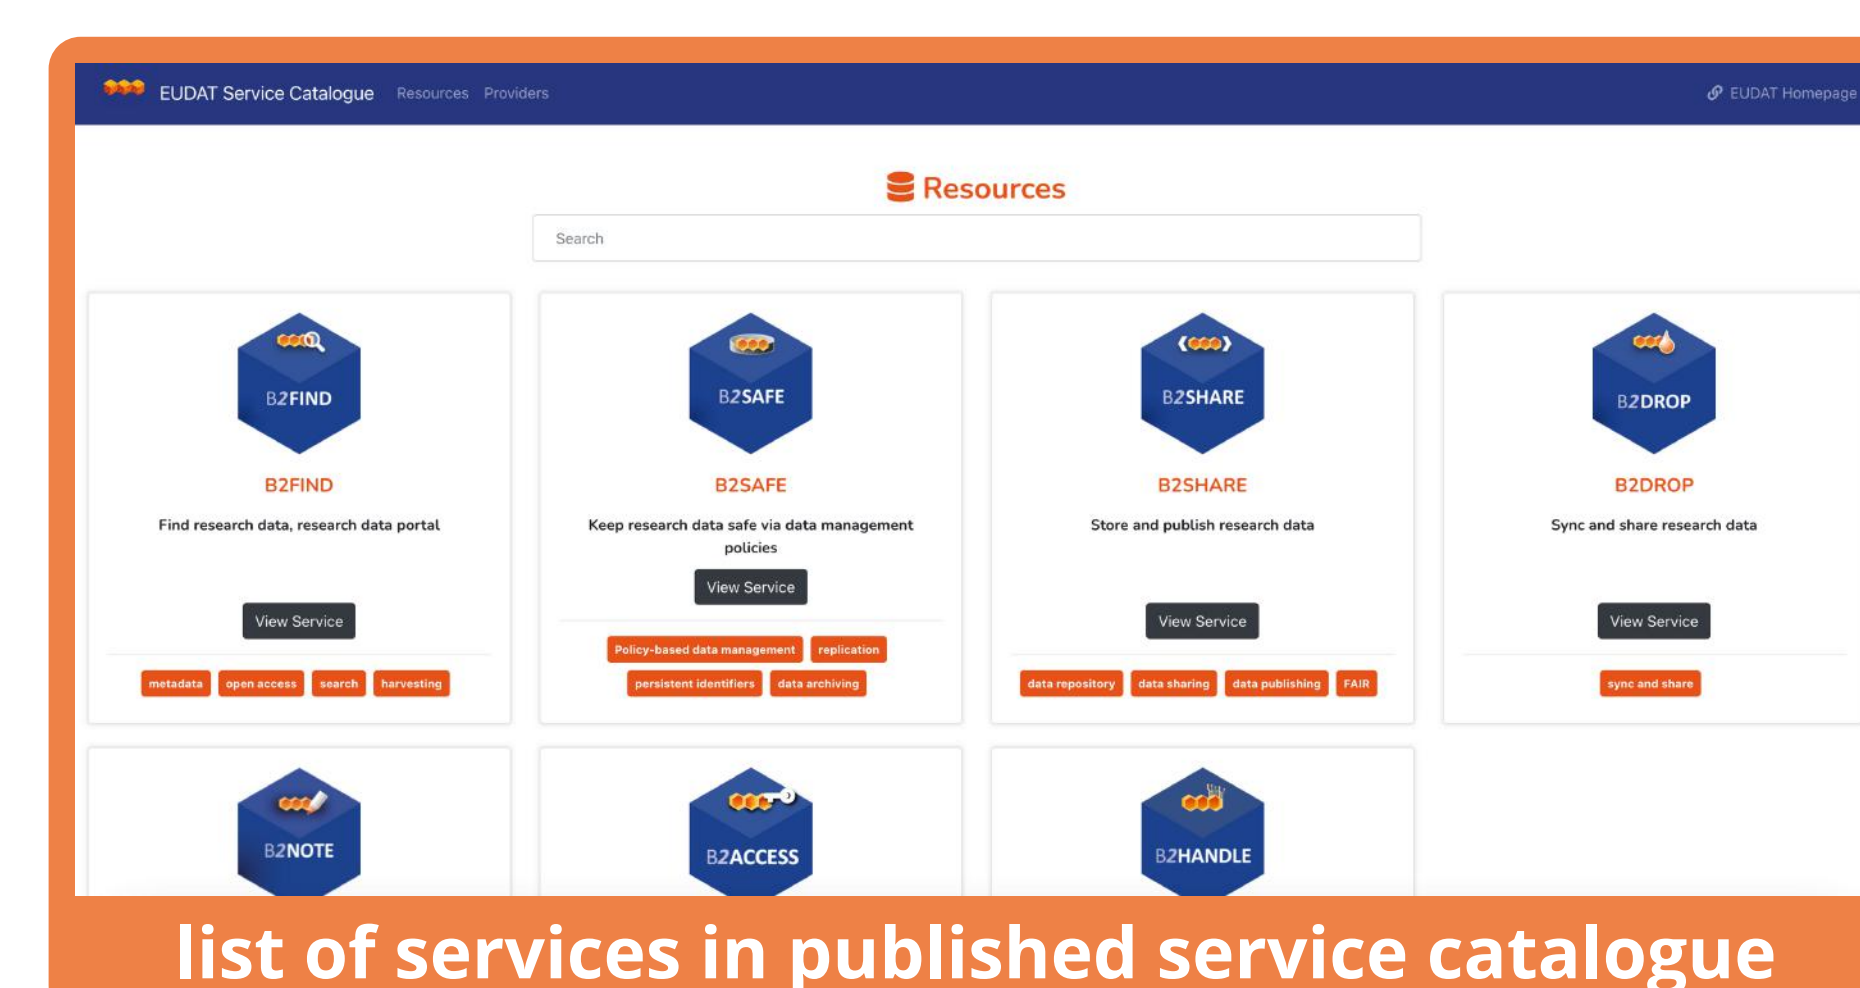 EUDAT Service Catalogue Resources Providers EUDAT Homepage
Resources
Search
B2FIND
B2SAFE
B2SHARE
B2DROP
B2FIND
B2SAFE
B2SHARE
B2DROP
Find research data, research data portal
Keep research data safe via data management
policies
Store and publish research data
Sync and share research data
View Service
View Service
View Service
View Service
metadata open access search harvesting
Policy-based data management replication
persistent identifiers data archiving
data repository data sharing data publishing FAIR
sync and share
B2NOTE
B2ACCESS
B2HANDLE
list of services in published service catalogue